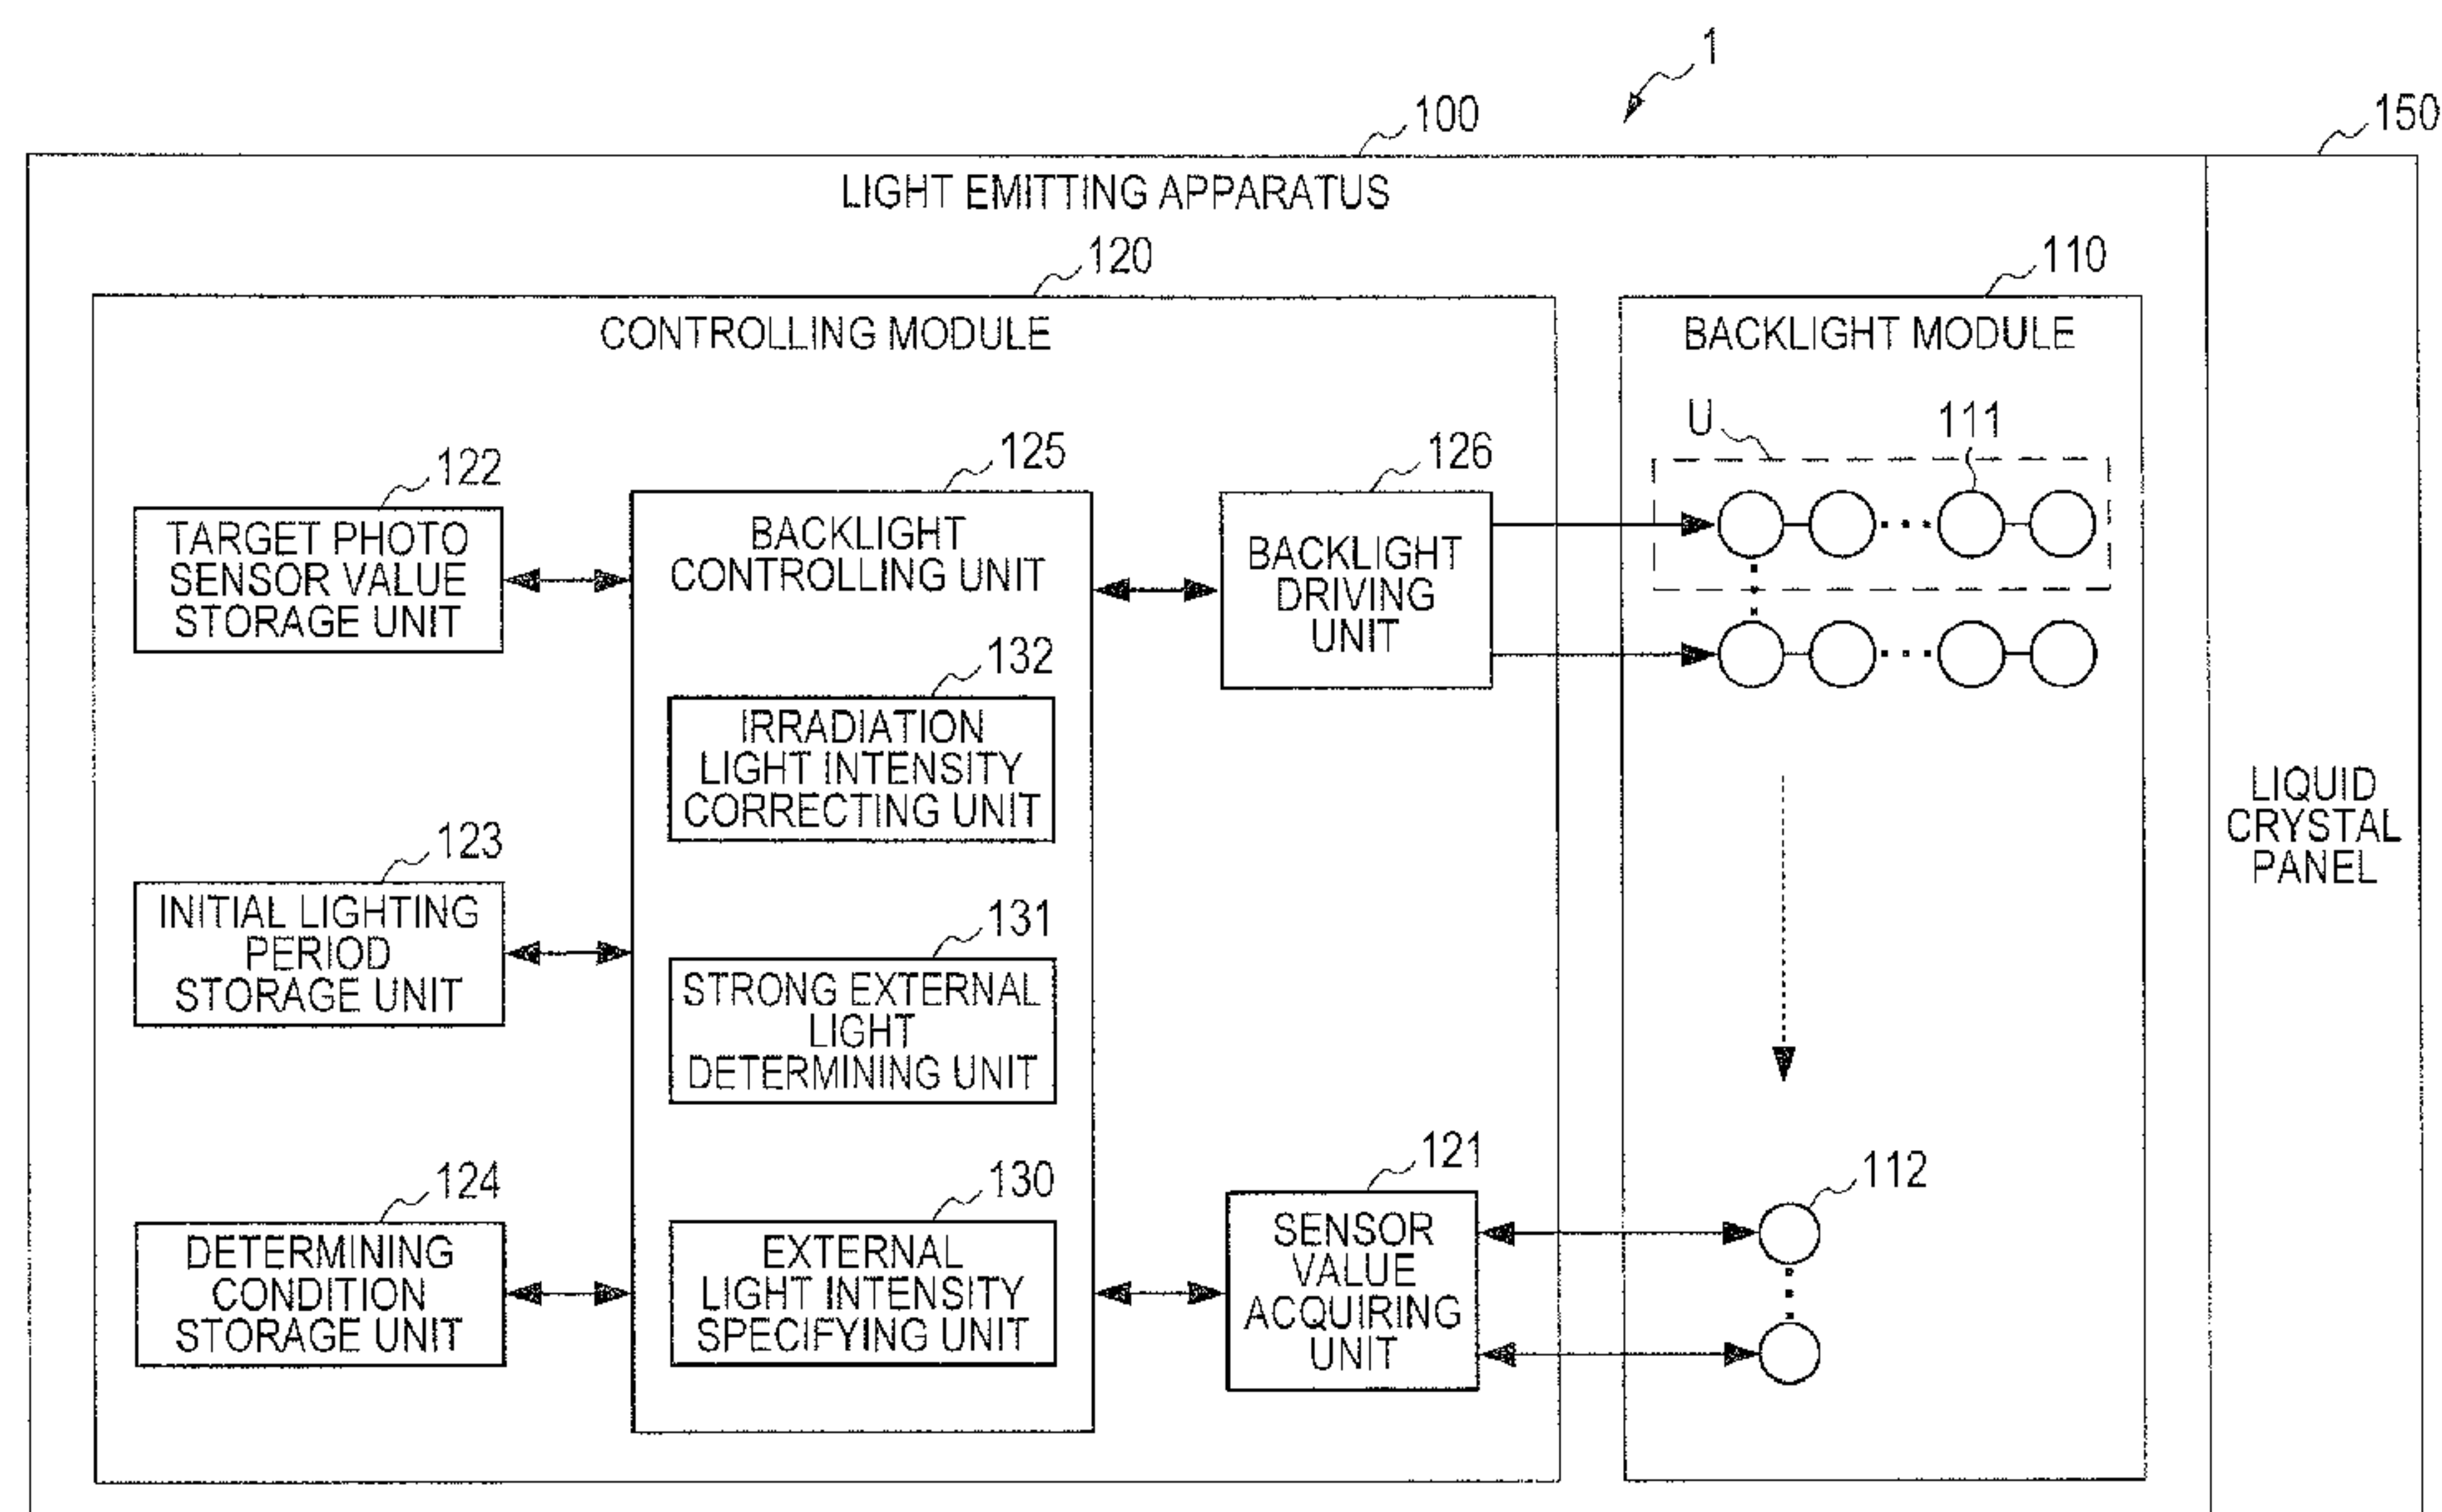 1
100
150
LIGHT EMITTING APPARATUS
120
110
CONTROLLING MODULE
BACKLIGHT MODULE
U
111
122
125
126
TARGET PHOTO
SENSOR VALUE
STORAGE UNIT
BACKLIGHT
CONTROLLING UNIT
BACKLIGHT
DRIVING
UNIT
132
IRRADIATION
LIGHT INTENSITY
CORRECTING UNIT
LIQUID
CRYSTAL
PANEL
123
INITIAL LIGHTING
PERIOD
STORAGE UNIT
131
STRONG EXTERNAL
LIGHT
DETERMINING UNIT
124
130
121
112
DETERMINING
CONDITION
STORAGE UNIT
EXTERNAL
LIGHT INTENSITY
SPECIFYING UNIT
SENSOR
VALUE
ACQUIRING
UNIT